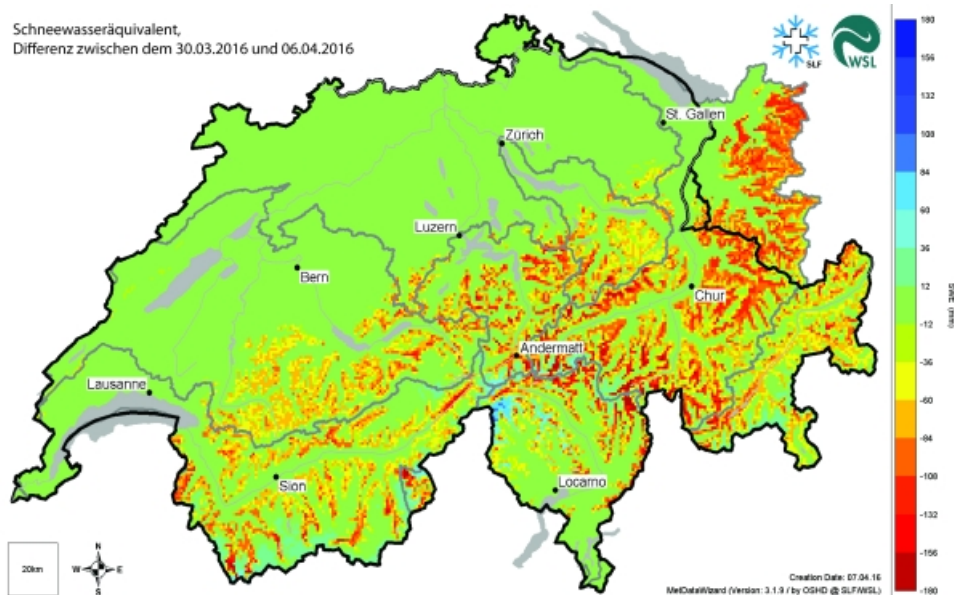 Schneewasseräquivalent,
Differenz zwischen dem 30.03.2016 und 06.04.2016
SLF
WSL
St. Gallen
Zürich
Luzern
Bern
Chur
Andermatt
Lausanne
Sion
Locarno
180
156
132
108
84
60
36
12
-12
-36
-60
-84
-108
-132
-156
-180
SWE (mm)
20km
N
W
E
S
Creation Date: 07.04.16
MetDataWizard (Version: 3.1.9 / by OSHD @ SLF/WSL)